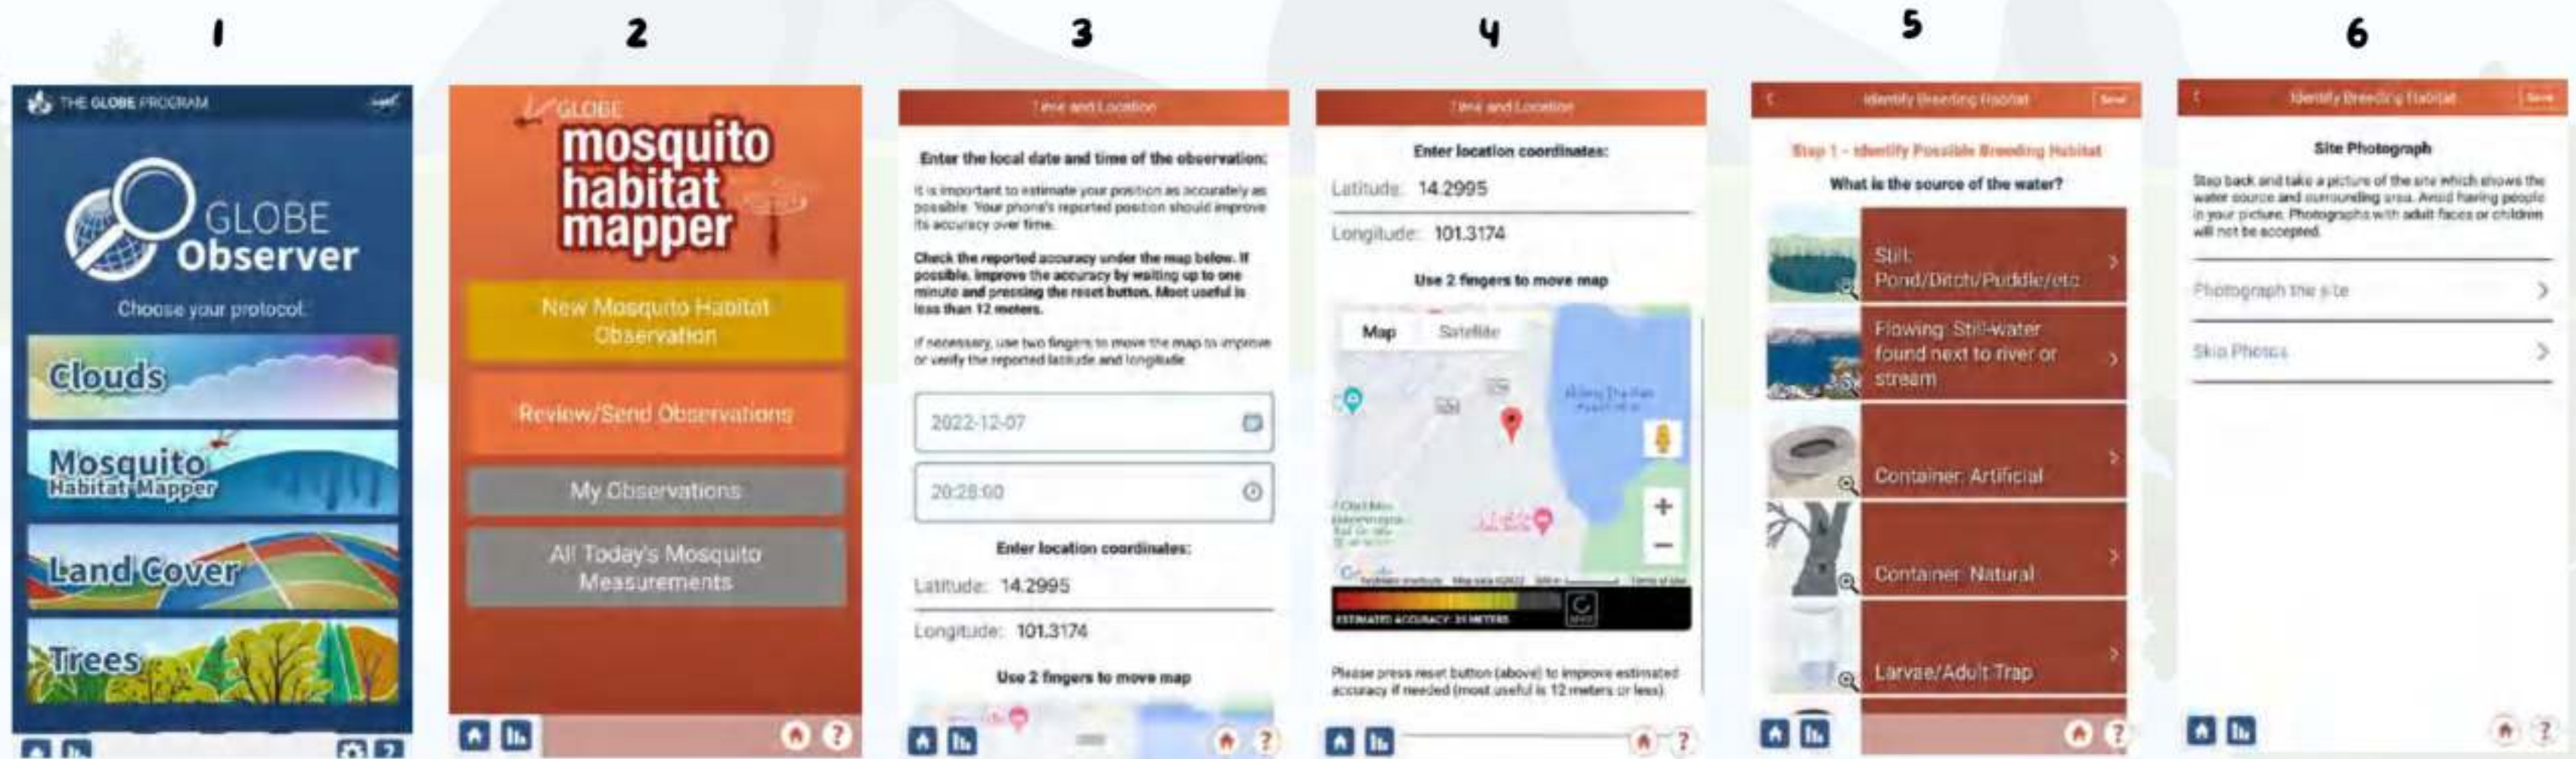 1
2
3
4
5
6
THE GLOBE PROGRAM
GLOBE
Observer
Choose your protocol:
Clouds
Mosquito
Habitat Mapper
Land Cover
Trees
GLOBE
mosquito
habitat
mapper
New Mosquito Habitat
Observation
Review/Send Observations
My Observations
All Today's Mosquito
Measurements
Time and Location
Enter the local date and time of the observation:
It is important to estimate your position as accurately as
possible. Your phone's reported position should improve
its accuracy over time.
Check the reported accuracy under the map below. If
possible, improve the accuracy by waiting up to one
minute and pressing the reset button. Most useful is
less than 12 meters.
If necessary, use two fingers to move the map to improve
or verify the reported latitude and longitude
2022-12-07
20:28:00
Enter location coordinates:
Latitude: 14.2995
Longitude: 101.3174
Use 2 fingers to move map
Time and Location
Enter location coordinates:
Latitude: 14.2995
Longitude: 101.3174
Use 2 fingers to move map
Map Satellite
Google
Keyboard shortcuts Map data ©2022 Terms of Use
ESTIMATED ACCURACY: METERS
Please press reset button (above) to improve estimated
accuracy if needed (most useful is 12 meters or less).
Identify Breeding Habitat
Step 1 - Identify Possible Breeding Habitat
What is the source of the water?
Still:
Pond/Ditch/Puddle/etc
Flowing: Still-water
found next to river or
stream
Container: Artificial
Container: Natural
Larvae/Adult Trap
Identify Breeding Habitat
Site Photograph
Step back and take a picture of the site which shows the
water source and surrounding area. Avoid having people
in your picture. Photographs with adult faces or children
will not be accepted.
Photograph the site
Skip Photos